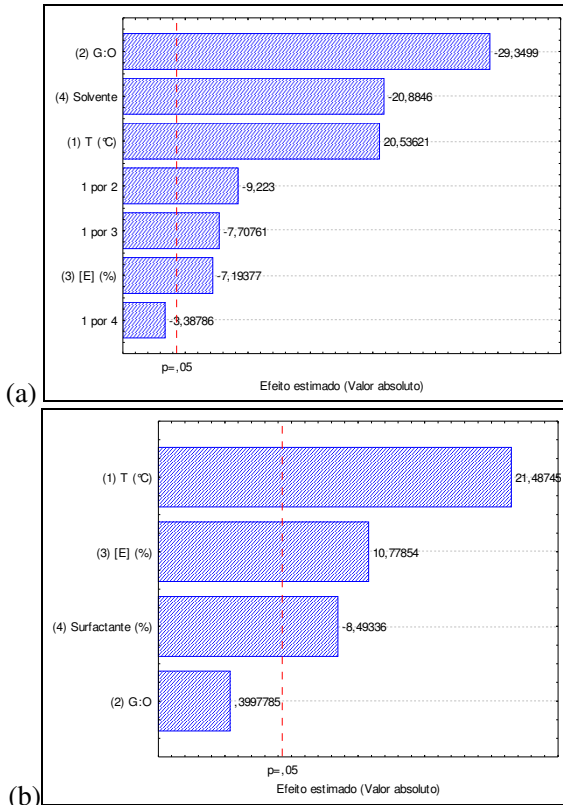 (2) G:O
-29,3499
(4) Solvente
-20,8846
(1) T (°C)
20,53621
1 por 2
-9,223
1 por 3
-7,70761
(3) [E] (%)
-7,19377
1 por 4
-3,38786
p=,05
Efeito estimado (Valor absoluto)
(a)
(1) T (°C)
21,48745
(3) [E] (%)
10,77854
(4) Surfactante (%)
-8,49336
(2) G:O
,3997785
p=,05
Efeito estimado (Valor absoluto)
(b)